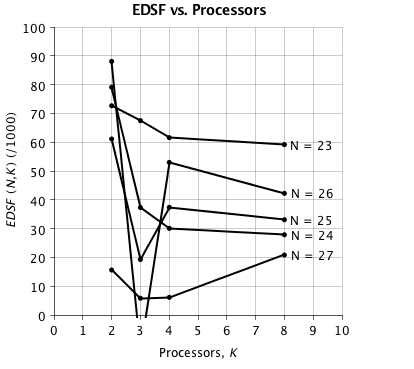 EDSF vs. Processors
100
90
80
70
60
50
40
30
20
10
0
EDSF (N,K) (/1000)
N = 23
N = 26
N = 25
N = 24
N = 27
0 1 2 3 4 5 6 7 8 9 10
Processors, K